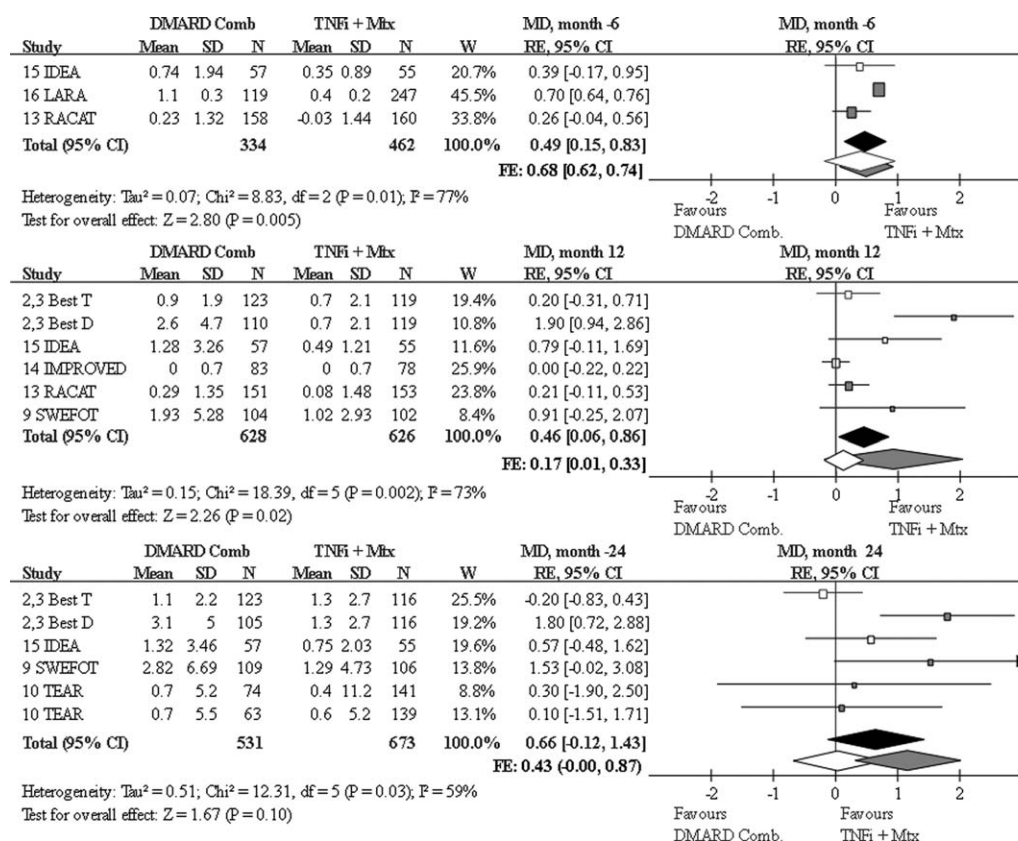 DMARD Comb TNFi + Mtx MD, month -6 MD, month -6
Study Mean SD N Mean SD N W RE, 95% CI RE, 95% CI
15 IDEA 0.74 1.94 57 0.35 0.89 55 20.7% 0.39 [-0.17, 0.95]
16 LARA 1.1 0.3 119 0.4 0.2 247 45.5% 0.70 [0.64, 0.76]
13 RACAT 0.23 1.32 158 -0.03 1.44 160 33.8% 0.26 [-0.04, 0.56]
Total (95% CI) 334 462 100.0% 0.49 [0.15, 0.83]
FE: 0.68 [0.62, 0.74]
Heterogeneity: Tau² = 0.07; Chi² = 8.83, df = 2 (P = 0.01); I² = 77%
Test for overall effect: Z = 2.80 (P = 0.005)
-2 -1 0 1 2
Favours Favours
DMARD Comb. TNFi + Mtx
DMARD Comb TNFi + Mtx MD, month 12 MD, month 12
Study Mean SD N Mean SD N W RE, 95% CI RE, 95% CI
2,3 Best T 0.9 1.9 123 0.7 2.1 119 19.4% 0.20 [-0.31, 0.71]
2,3 Best D 2.6 4.7 110 0.7 2.1 119 10.8% 1.90 [0.94, 2.86]
15 IDEA 1.28 3.26 57 0.49 1.21 55 11.6% 0.79 [-0.11, 1.69]
14 IMPROVED 0 0.7 83 0 0.7 78 25.9% 0.00 [-0.22, 0.22]
13 RACAT 0.29 1.35 151 0.08 1.48 153 23.8% 0.21 [-0.11, 0.53]
9 SWEFOT 1.93 5.28 104 1.02 2.93 102 8.4% 0.91 [-0.25, 2.07]
Total (95% CI) 628 626 100.0% 0.46 [0.06, 0.86]
FE: 0.17 [0.01, 0.33]
Heterogeneity: Tau² = 0.15; Chi² = 18.39, df = 5 (P = 0.002); I² = 73%
Test for overall effect: Z = 2.26 (P = 0.02)
-2 -1 0 1 2
Favours Favours
DMARD Comb. TNFi + Mtx
DMARD Comb TNFi + Mtx MD, month -24 MD, month 24
Study Mean SD N Mean SD N W RE, 95% CI RE, 95% CI
2,3 Best T 1.1 2.2 123 1.3 2.7 116 25.5% -0.20 [-0.83, 0.43]
2,3 Best D 3.1 5 105 1.3 2.7 116 19.2% 1.80 [0.72, 2.88]
15 IDEA 1.32 3.46 57 0.75 2.03 55 19.6% 0.57 [-0.48, 1.62]
9 SWEFOT 2.82 6.69 109 1.29 4.73 106 13.8% 1.53 [-0.02, 3.08]
10 TEAR 0.7 5.2 74 0.4 11.2 141 8.8% 0.30 [-1.90, 2.50]
10 TEAR 0.7 5.5 63 0.6 5.2 139 13.1% 0.10 [-1.51, 1.71]
Total (95% CI) 531 673 100.0% 0.66 [-0.12, 1.43]
FE: 0.43 (-0.00, 0.87]
Heterogeneity: Tau² = 0.51; Chi² = 12.31, df = 5 (P = 0.03); I² = 59%
Test for overall effect: Z = 1.67 (P = 0.10)
-2 -1 0 1 2
Favours Favours
DMARD Comb. TNFi + Mtx